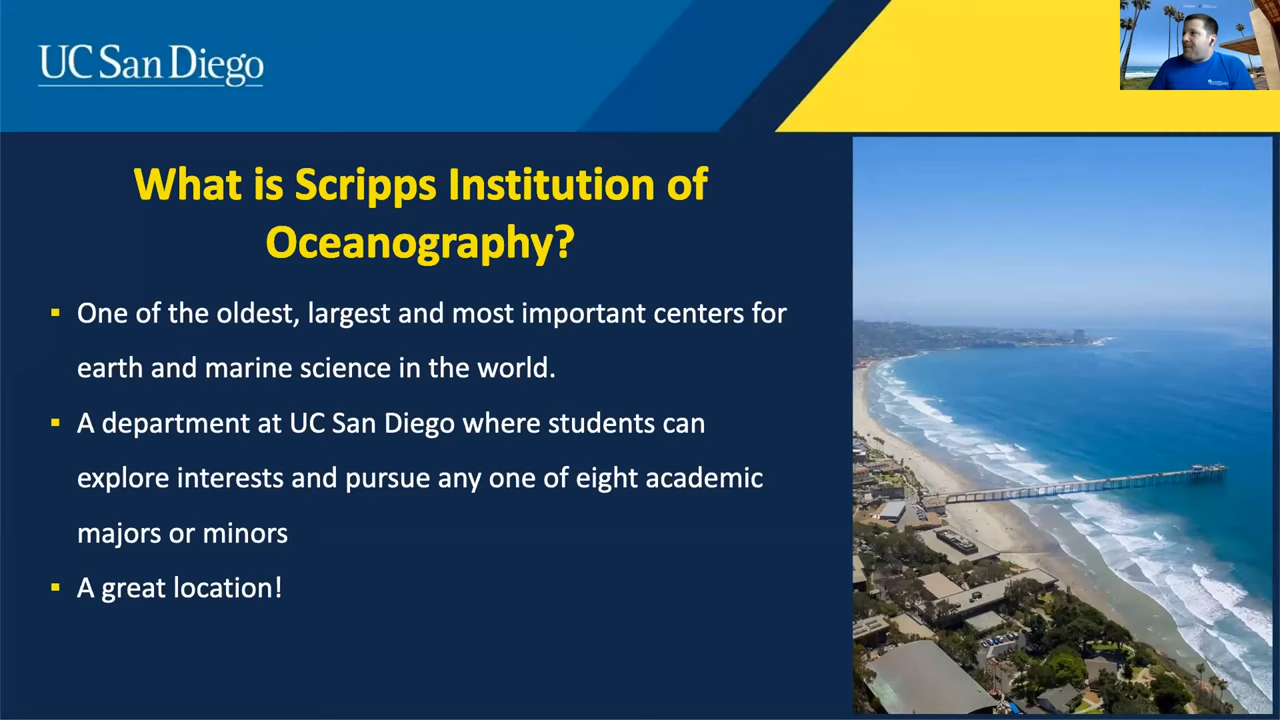 UC San Diego
What is Scripps Institution of
Oceanography?
▪ One of the oldest, largest and most important centers for
earth and marine science in the world.
▪ A department at UC San Diego where students can
explore interests and pursue any one of eight academic
majors or minors
▪ A great location!